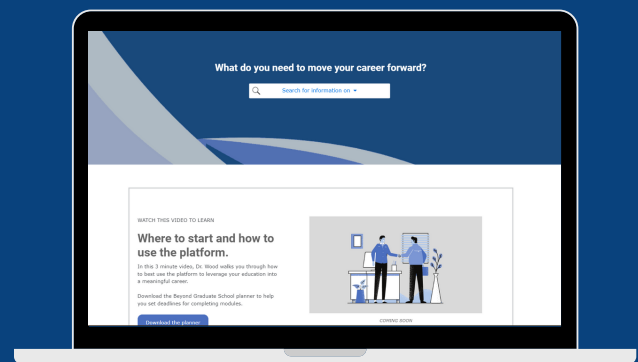 What do you need to move your career forward?
Search for information on
WATCH THIS VIDEO TO LEARN
Where to start and how to
use the platform.
In this 3 minute video, Dr. Wood walks you through how
to best use the platform to leverage your education into
a meaningful career.
Download the Beyond Graduate School planner to help
you set deadlines for completing modules.
Download the planner
COMING SOON